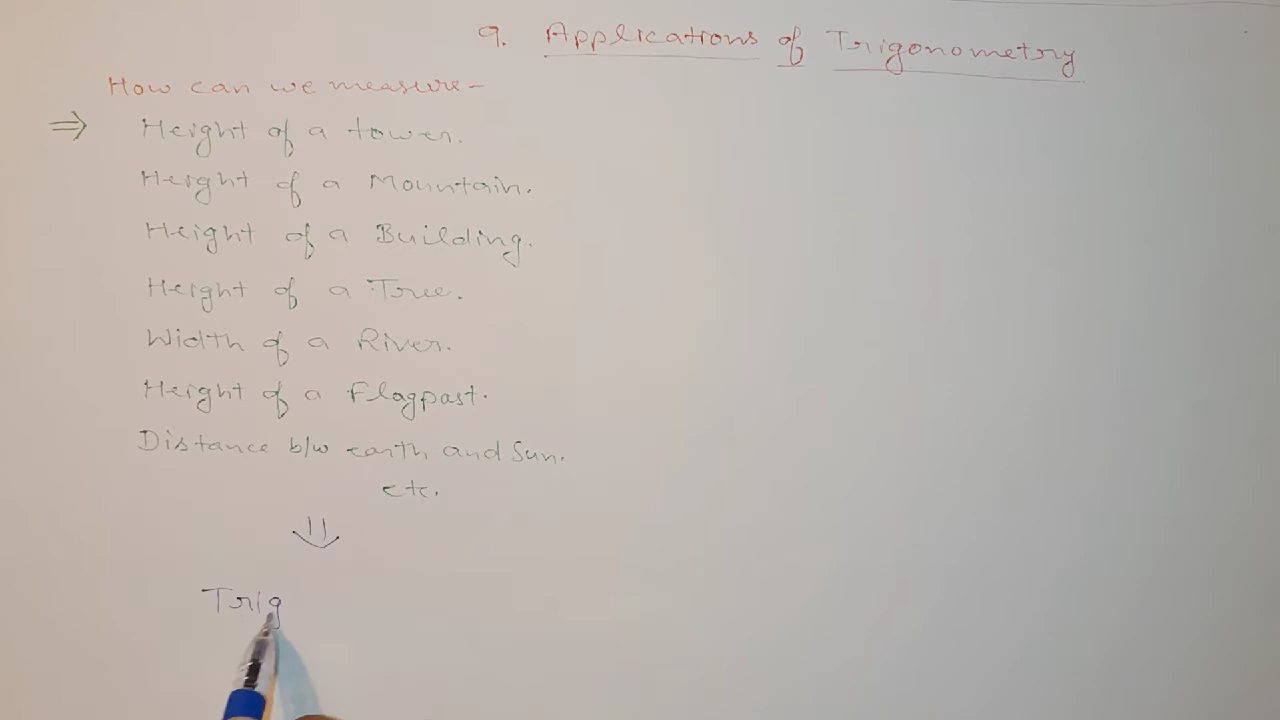 9. Applications of Trigonometry
How can we measure-
⇒ Height of a tower.
Height of a Mountain.
Height of a Building.
Height of a Tree.
Width of a River.
Height of a Flagpast.
Distance b/w earth and Sun.
etc.
Trig